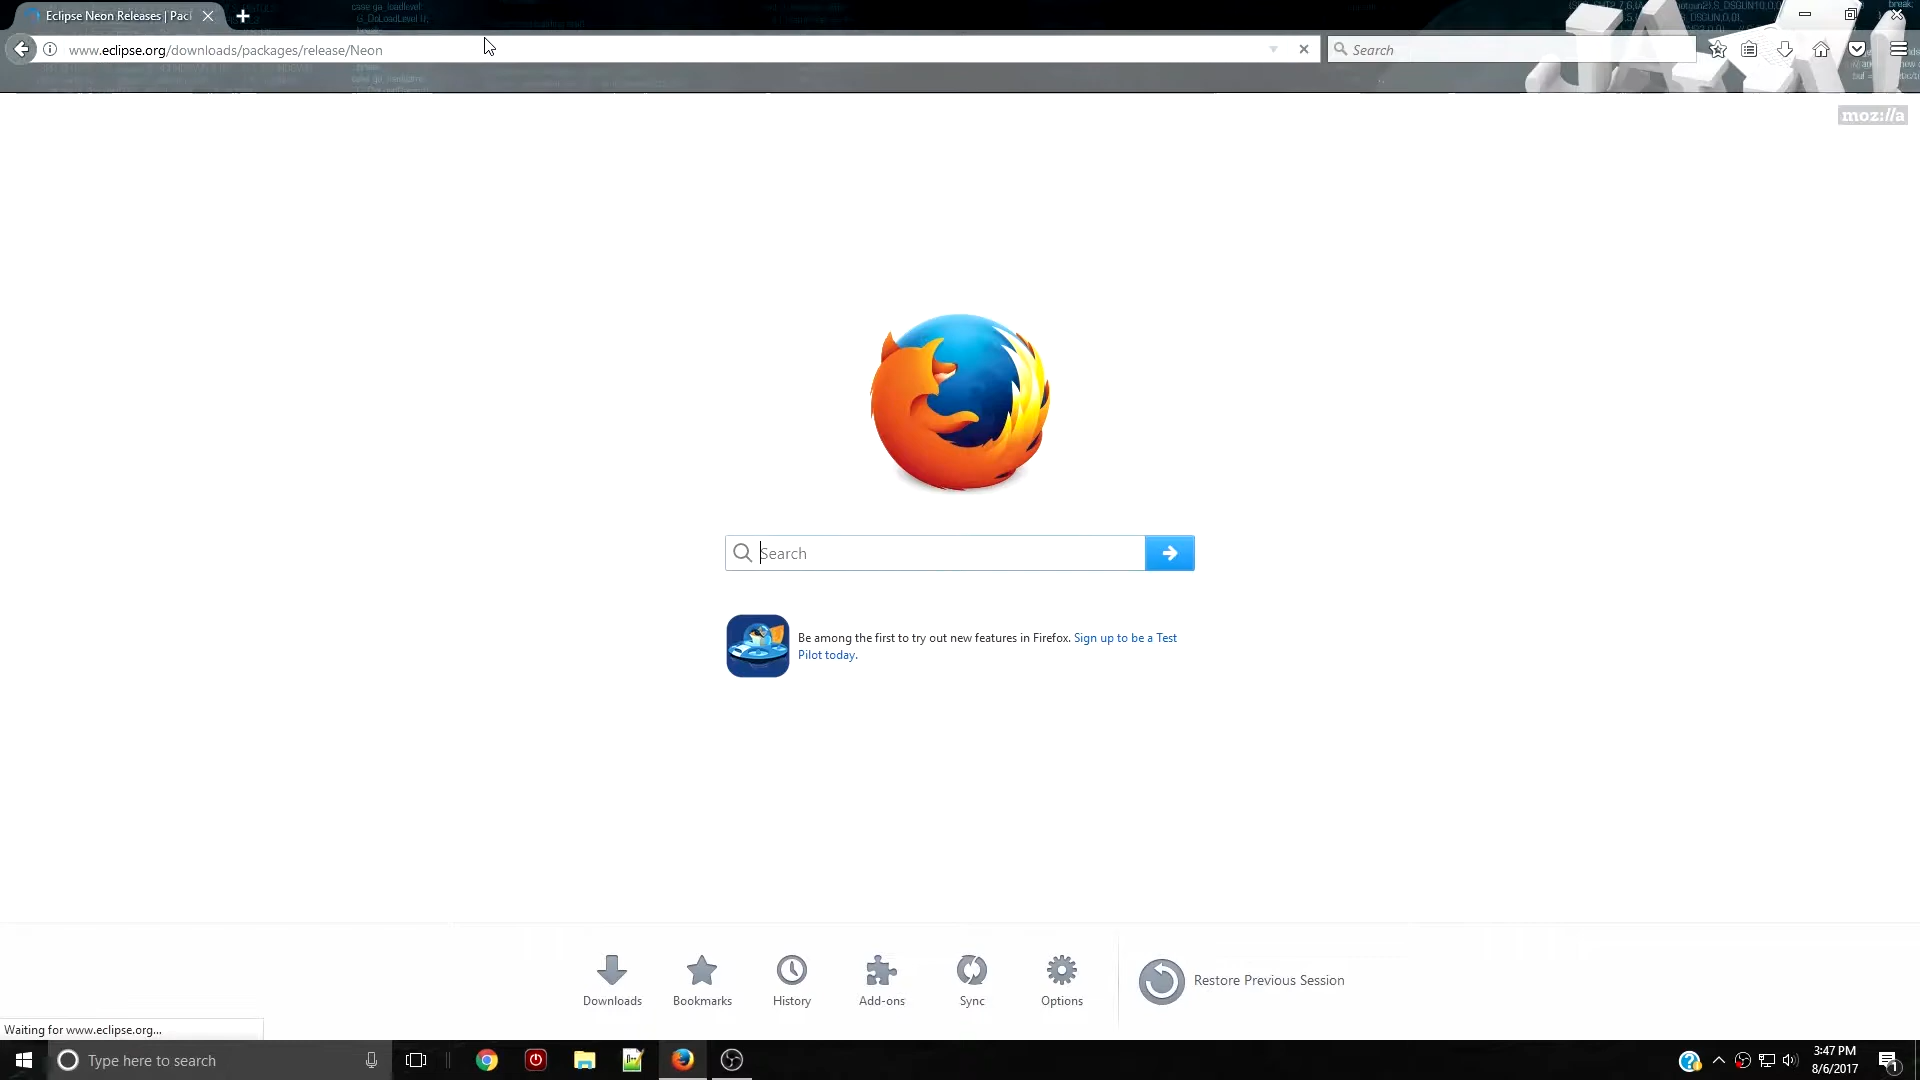 Eclipse Neon Releases | Paci
www.eclipse.org/downloads/packages/release/Neon
Search
moz://a
Search
Be among the first to try out new features in Firefox. Sign up to be a Test
Pilot today.
Downloads
Bookmarks
History
Add-ons
Sync
Options
Restore Previous Session
Waiting for www.eclipse.org...
Type here to search
3:47 PM
8/6/2017
1